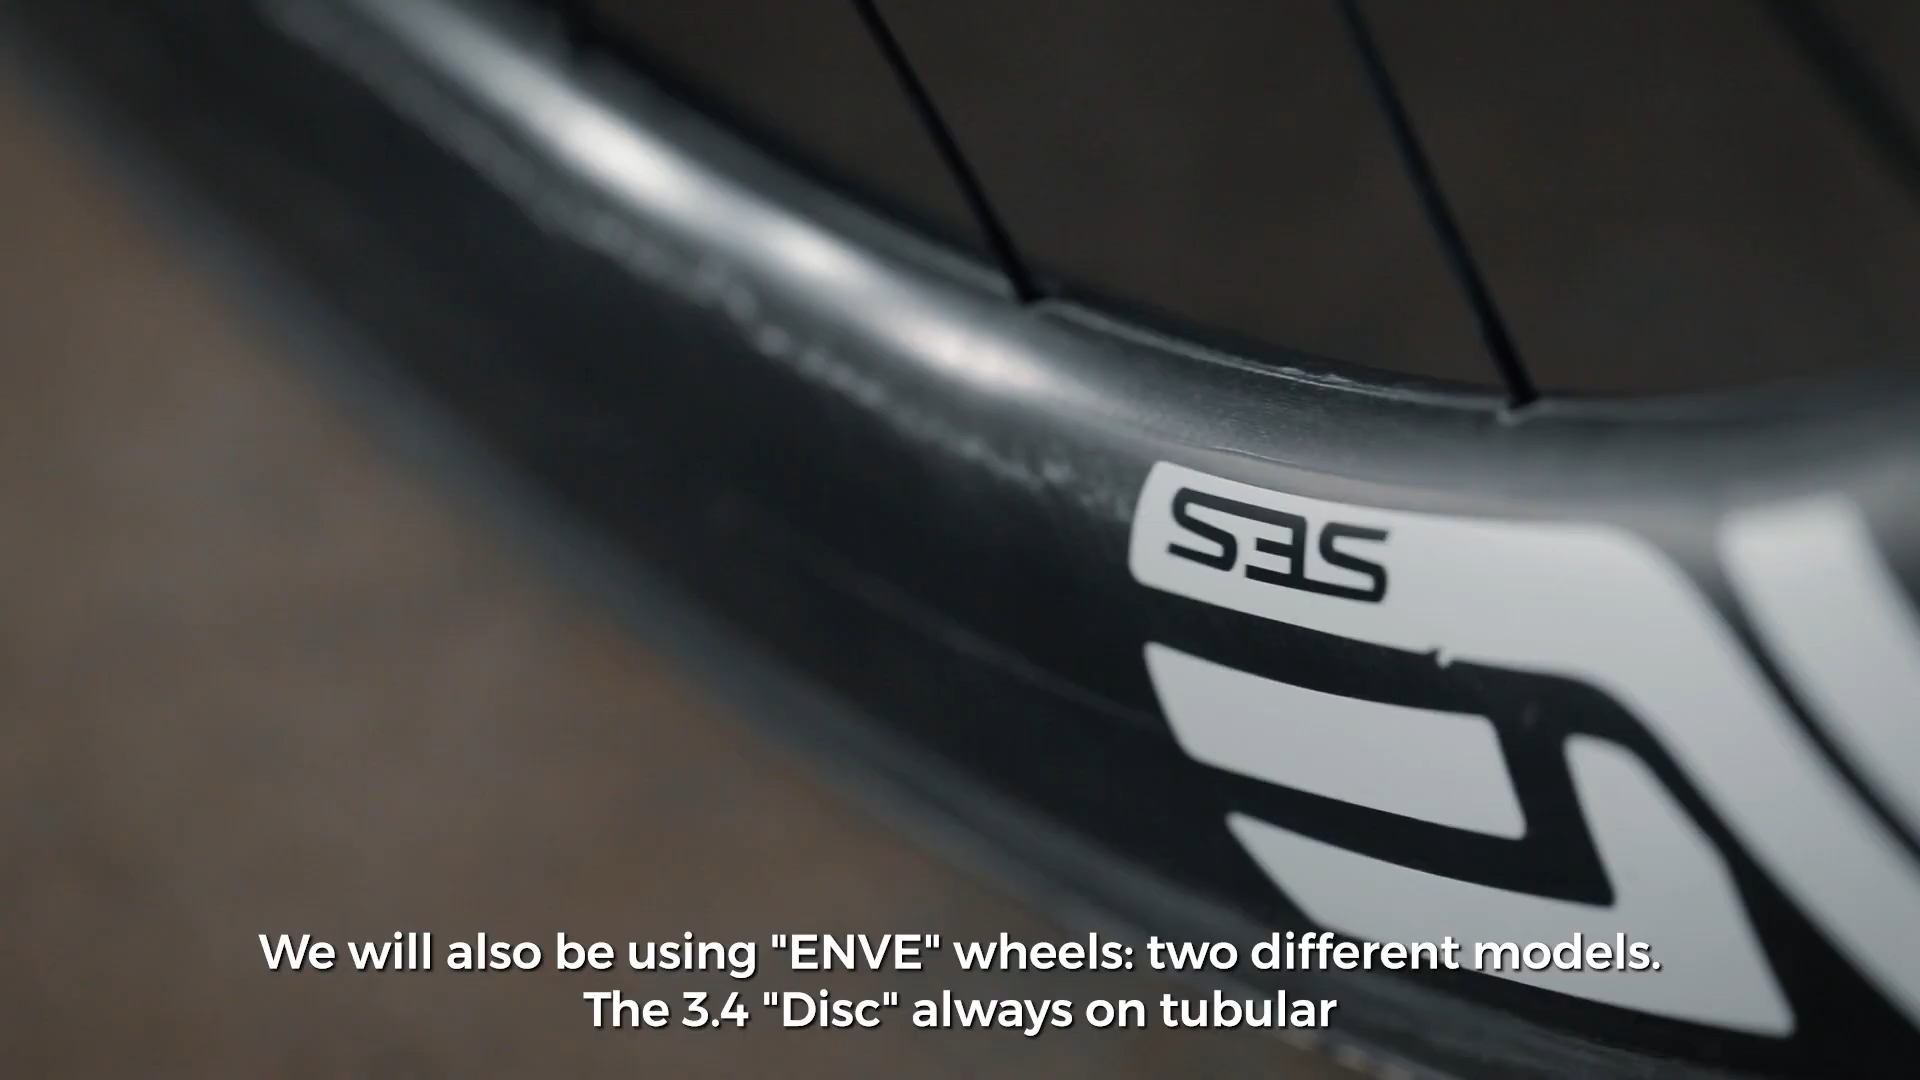 SES
We will also be using "ENVE" wheels: two different models.
The 3.4 "Disc" always on tubular